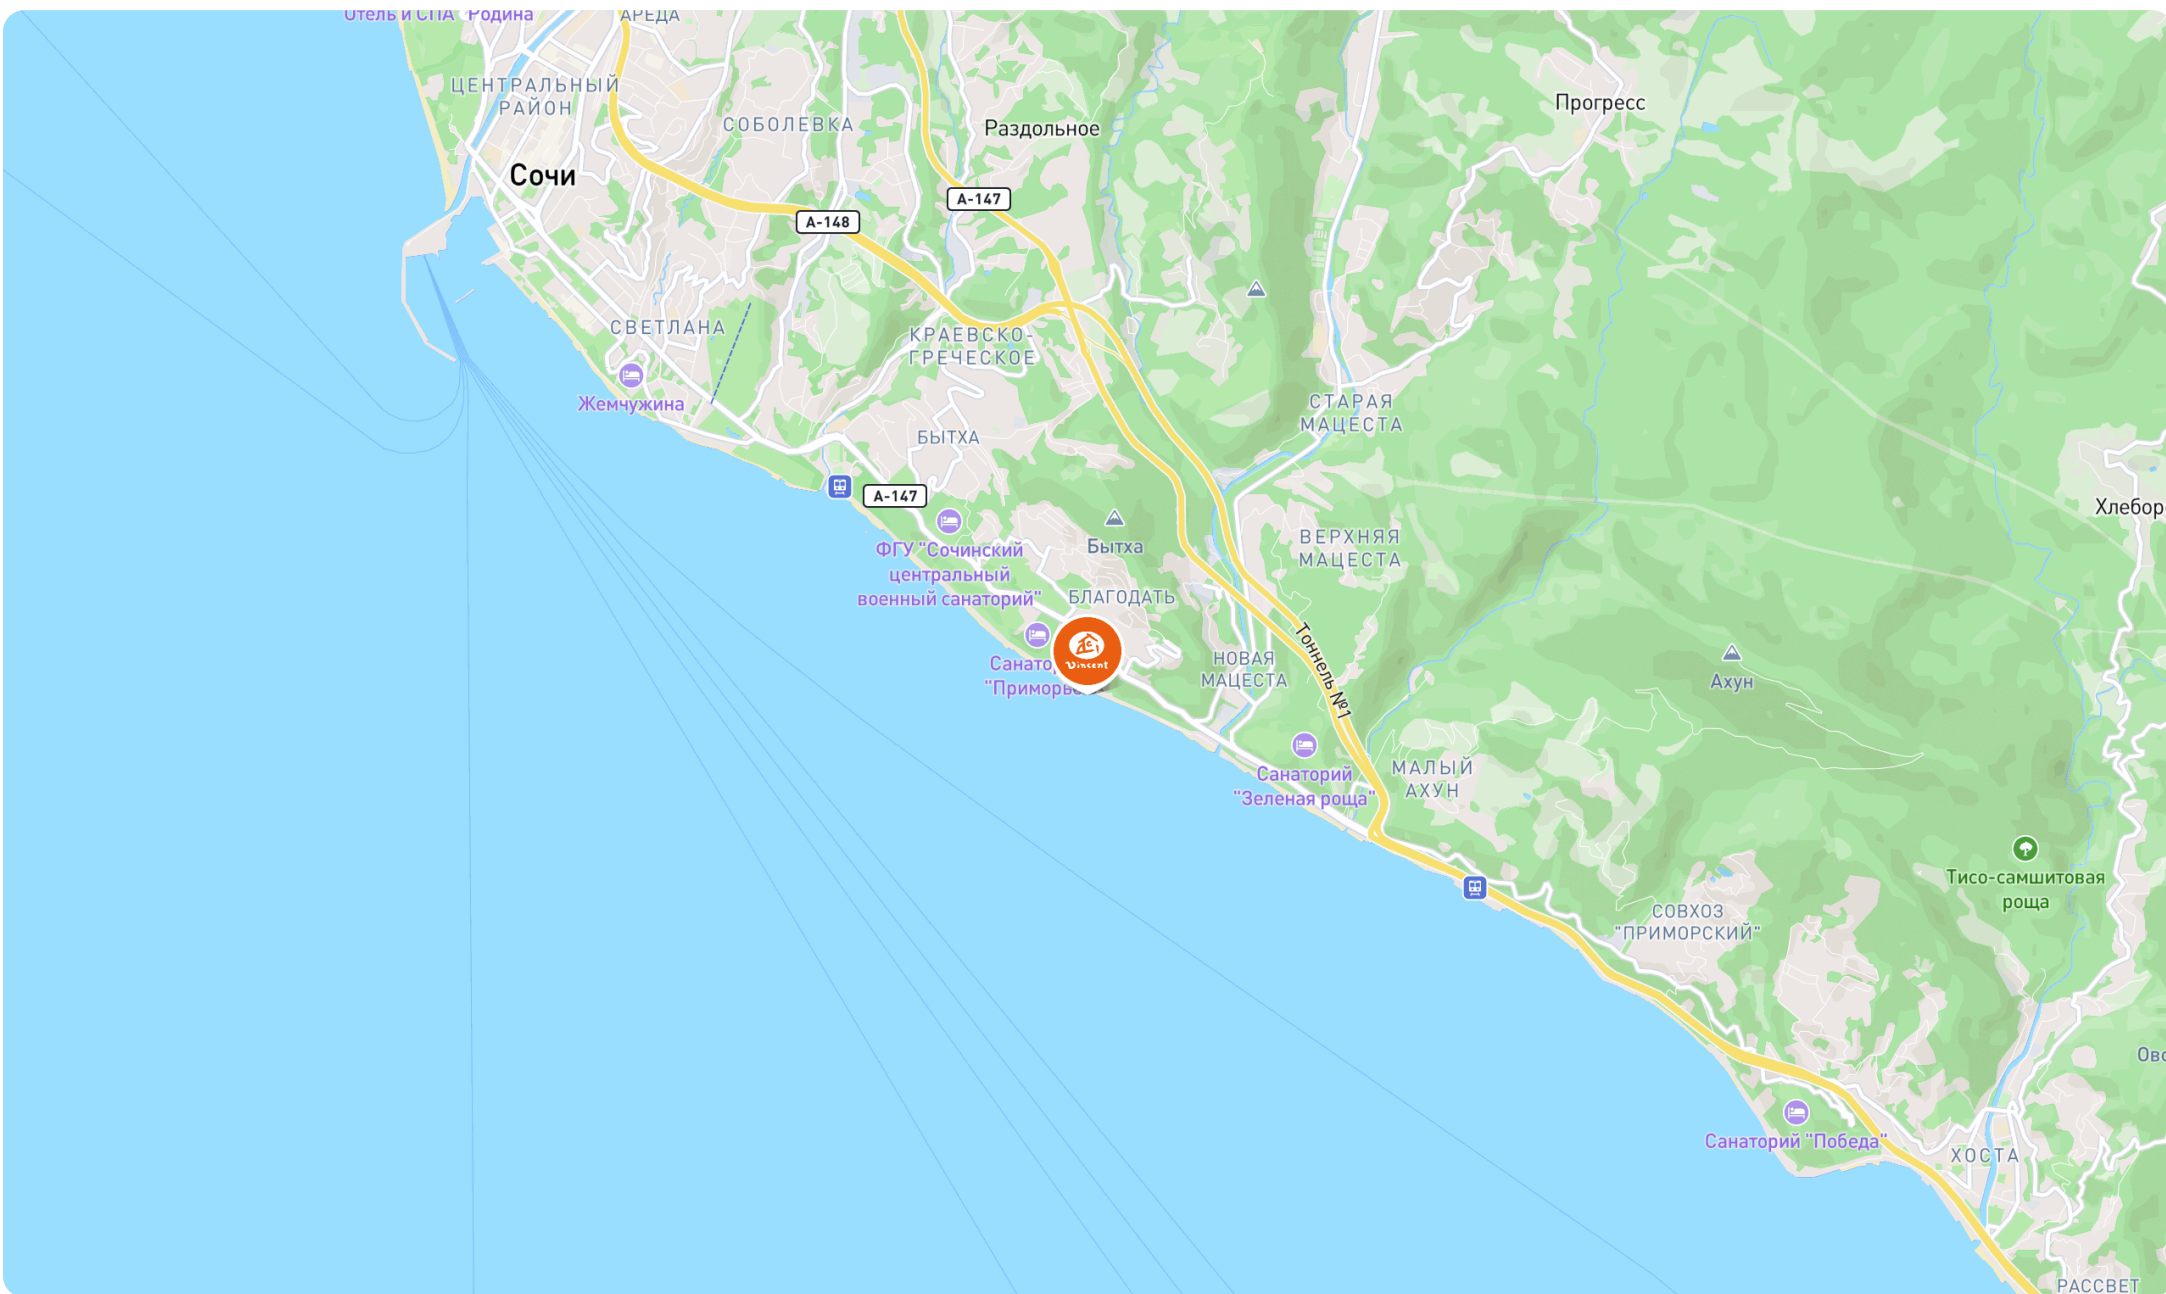 Отель и СПА "Родина
АРЕДА
ЦЕНТРАЛЬНЫЙ
РАЙОН
СОБОЛЕВКА
Раздольное
Прогресс
Сочи
А-147
А-148
СВЕТЛАНА
КРАЕВСКО-
ГРЕЧЕСКОЕ
Жемчужина
СТАРАЯ
МАЦЕСТА
БЫТХА
А-147
Хлебор
ФГУ "Сочинский
центральный
военный санаторий"
Бытха
ВЕРХНЯЯ
МАЦЕСТА
БЛАГОДАТЬ
Vincent
Санато
"Приморь
НОВАЯ
МАЦЕСТА
Тоннель №1
Ахун
Санаторий
"Зеленая роща"
МАЛЫЙ
АХУН
Тисо-самшитовая
роща
СОВХОЗ
"ПРИМОРСКИЙ"
Ово
Санаторий "Победа"
ХОСТА
РАССВЕТ